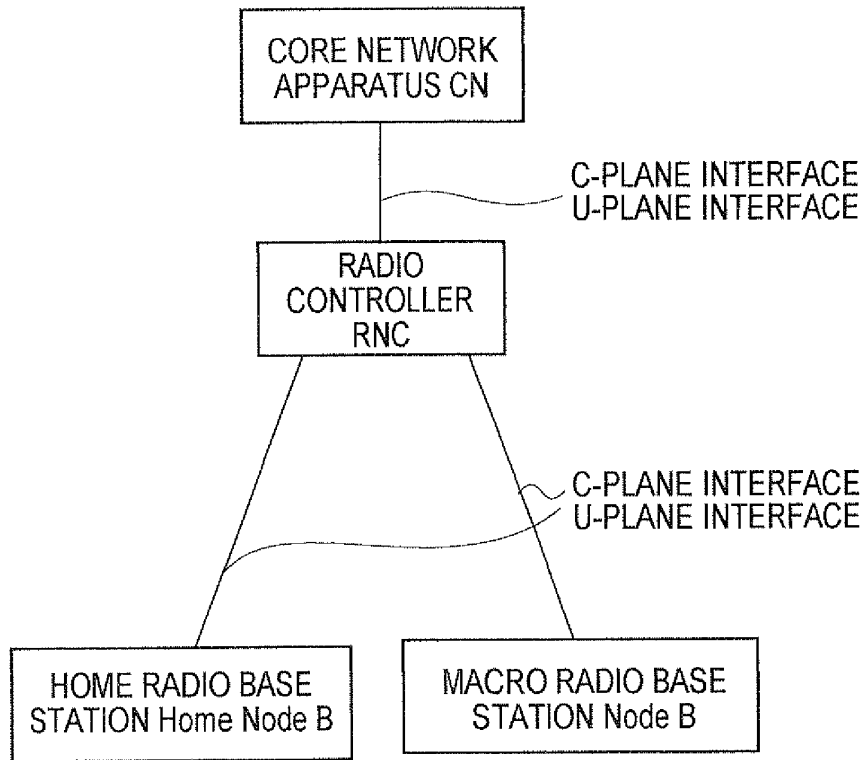 CORE NETWORK
APPARATUS CN
C-PLANE INTERFACE
U-PLANE INTERFACE
RADIO
CONTROLLER
RNC
C-PLANE INTERFACE
U-PLANE INTERFACE
HOME RADIO BASE
STATION Home Node B
MACRO RADIO BASE
STATION Node B